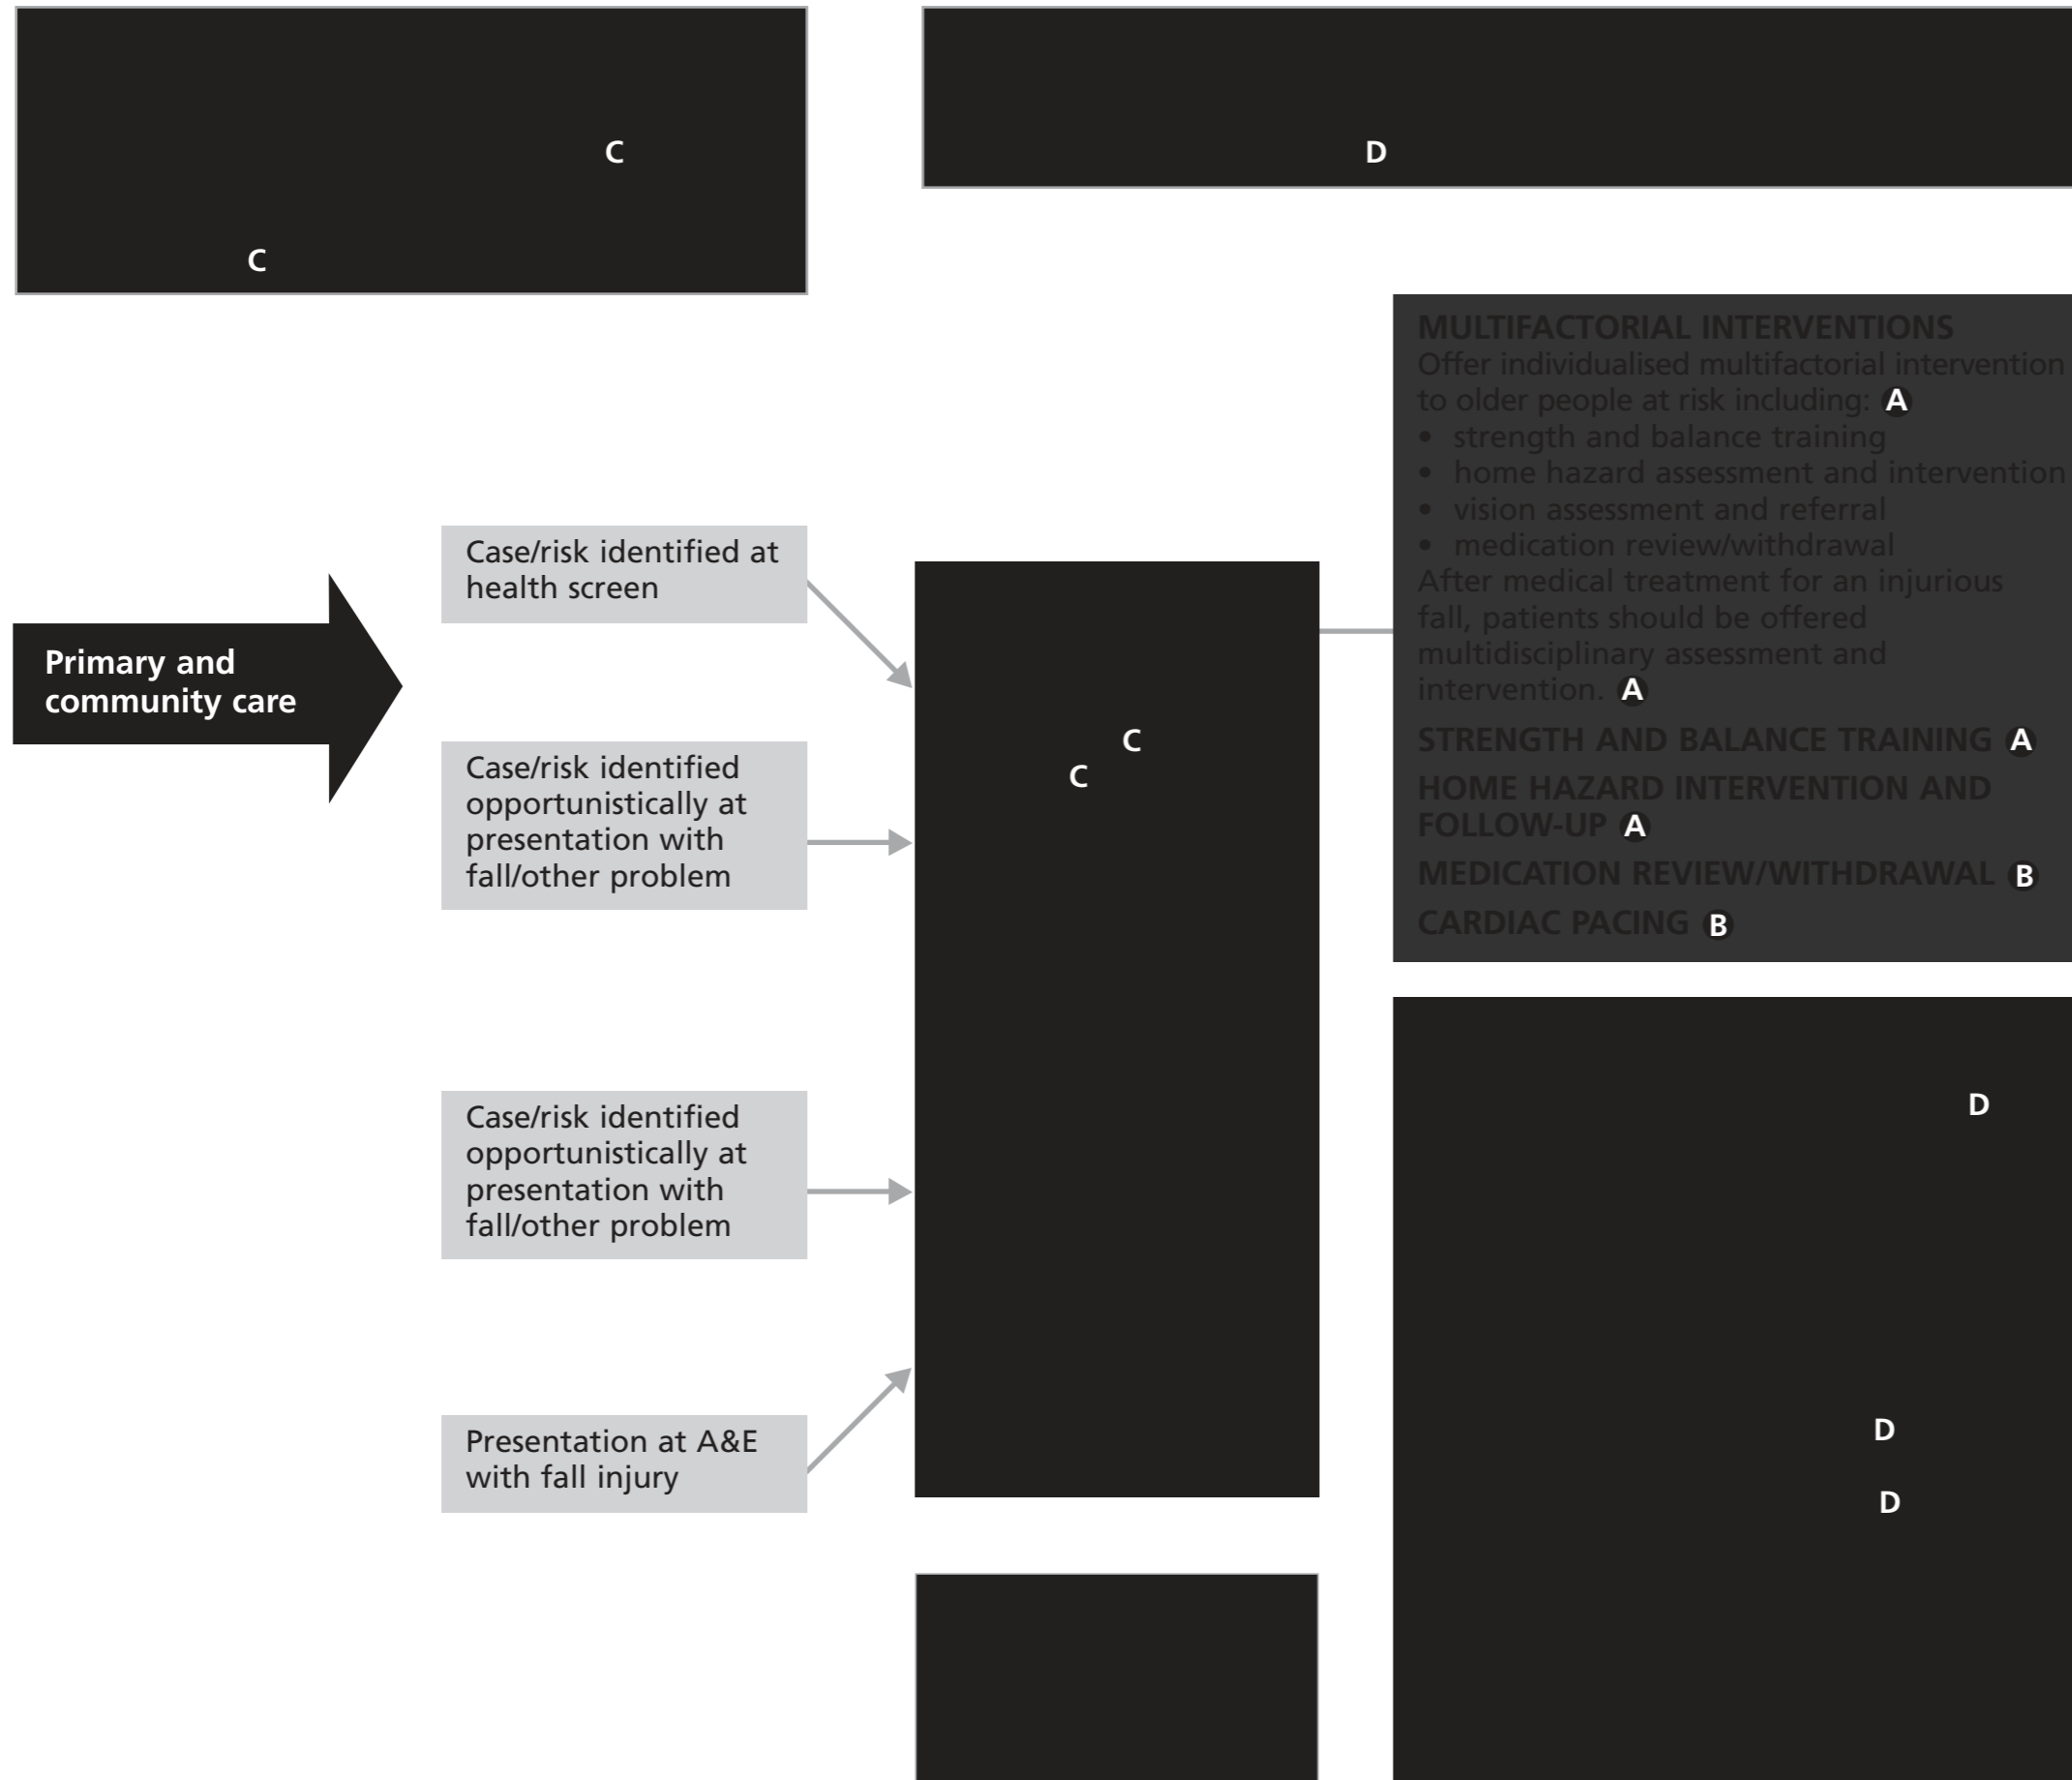 C
C
D
MULTIFACTORIAL INTERVENTIONS
Offer individualised multifactorial intervention
to older people at risk including: A
• strength and balance training
• home hazard assessment and intervention
• vision assessment and referral
• medication review/withdrawal
After medical treatment for an injurious
fall, patients should be offered
multidisciplinary assessment and
intervention. A
STRENGTH AND BALANCE TRAINING A
HOME HAZARD INTERVENTION AND
FOLLOW-UP A
MEDICATION REVIEW/WITHDRAWAL B
CARDIAC PACING B
Primary and
community care
Case/risk identified at
health screen
Case/risk identified
opportunistically at
presentation with
fall/other problem
Case/risk identified
opportunistically at
presentation with
fall/other problem
Presentation at A&E
with fall injury
C
C
D
D
D